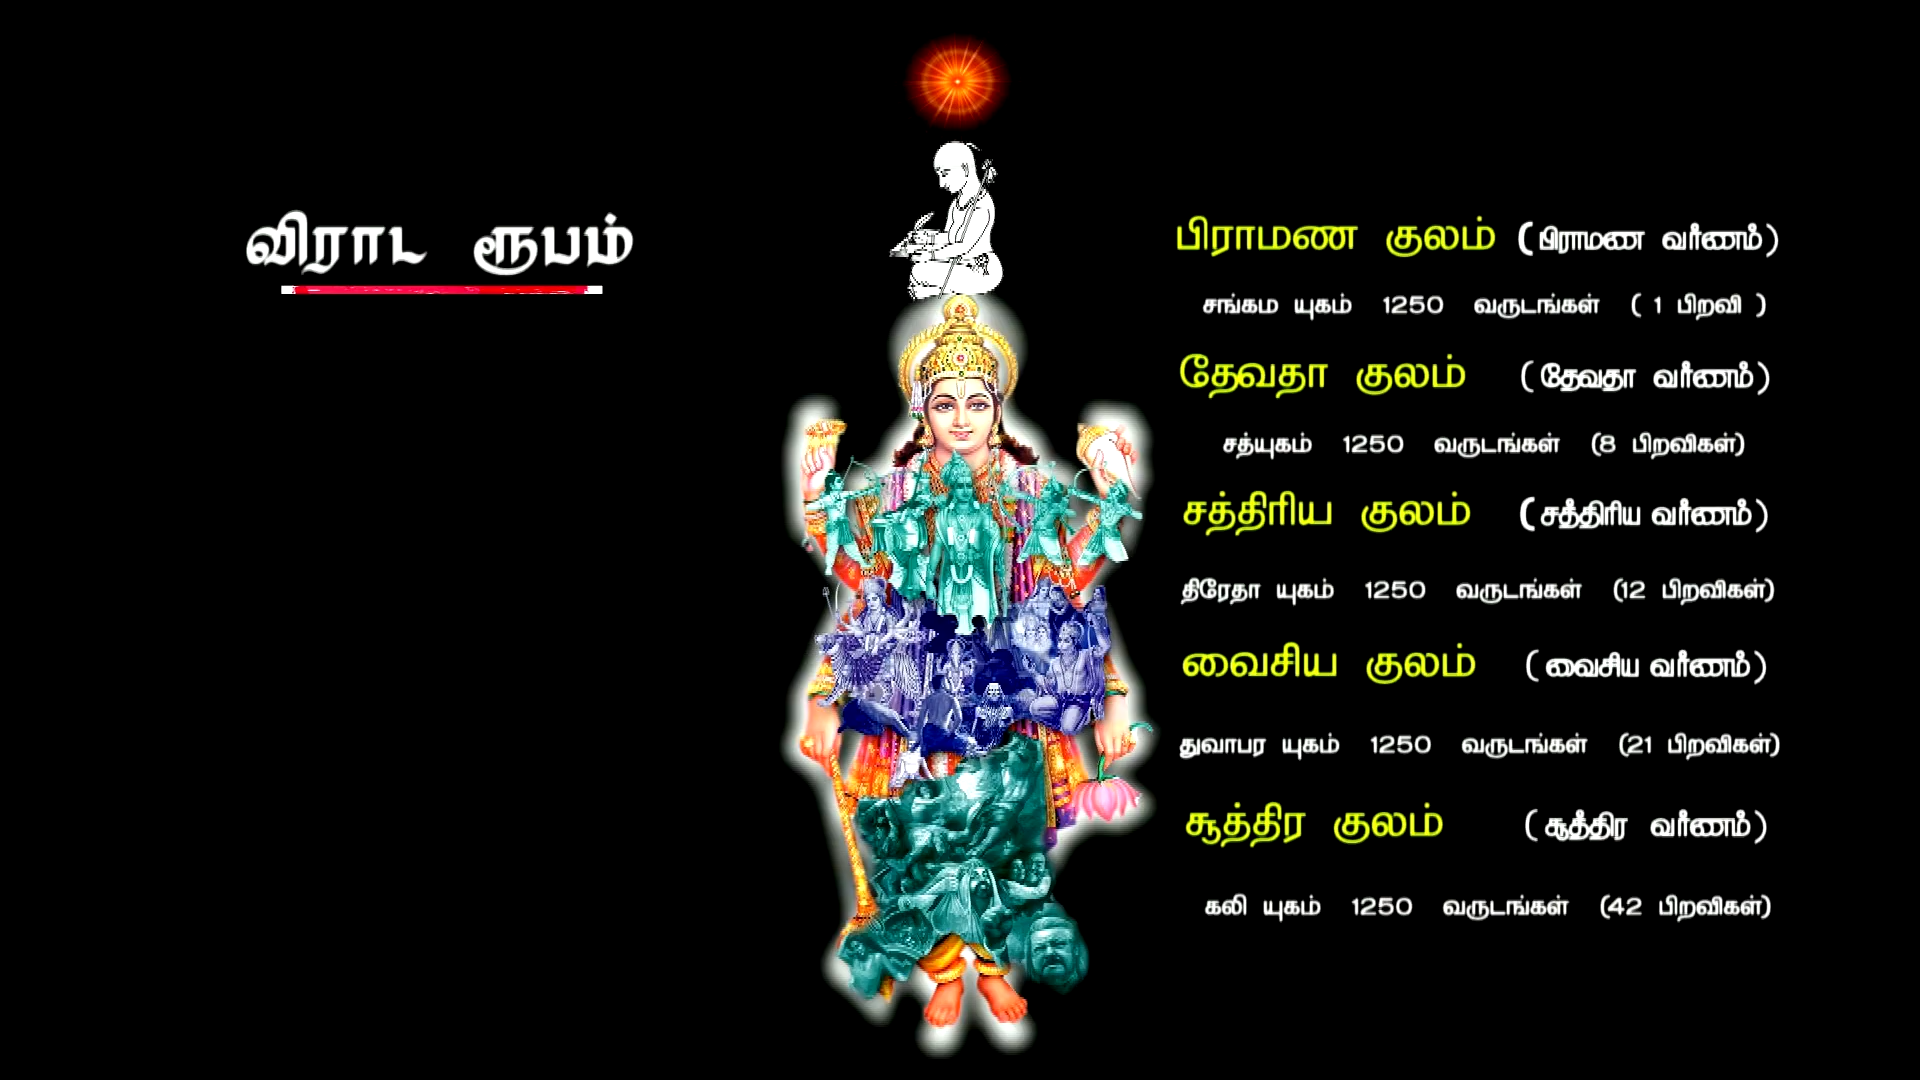 விராட ரூபம்
பிராமண குலம் (பிராமண வர்ணம்)
சங்கம யுகம் 1250 வருடங்கள் ( 1 பிறவி )
தேவதா குலம் (தேவதா வர்ணம்)
சத்யுகம் 1250 வருடங்கள் (8 பிறவிகள்)
சத்திரிய குலம் (சத்திரிய வர்ணம்)
திரேதா யுகம் 1250 வருடங்கள் (12 பிறவிகள்)
வைசிய குலம் (வைசிய வர்ணம்)
துவாபர யுகம் 1250 வருடங்கள் (21 பிறவிகள்)
சூத்திர குலம் (சூத்திர வர்ணம்)
கலி யுகம் 1250 வருடங்கள் (42 பிறவிகள்)